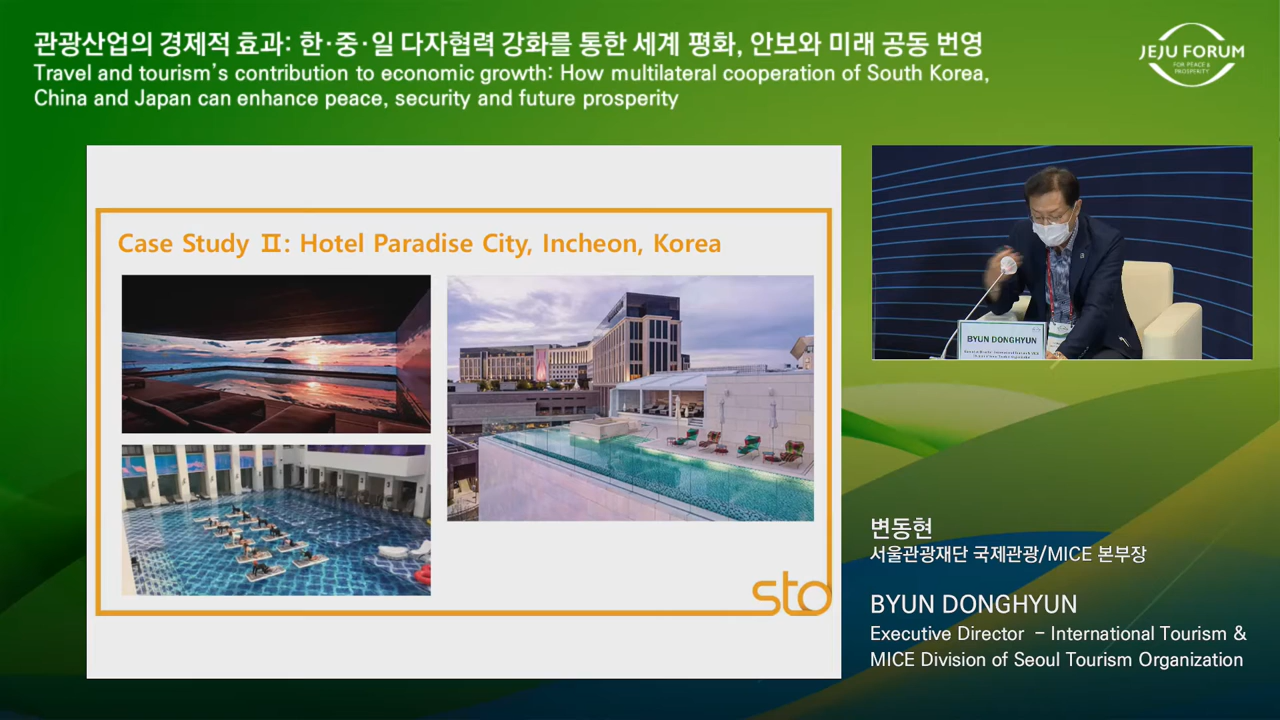 관광산업의 경제적 효과: 한·중·일 다자협력 강화를 통한 세계 평화, 안보와 미래 공동 번영
Travel and tourism's contribution to economic growth: How multilateral cooperation of South Korea,
China and Japan can enhance peace, security and future prosperity
JEJU FORUM
FOR PEACE &
PROSPERITY
Case Study Ⅱ: Hotel Paradise City, Incheon, Korea
sto
BYUN DONGHYUN
변동현
서울관광재단 국제관광/MICE 본부장
BYUN DONGHYUN
Executive Director - International Tourism &
MICE Division of Seoul Tourism Organization